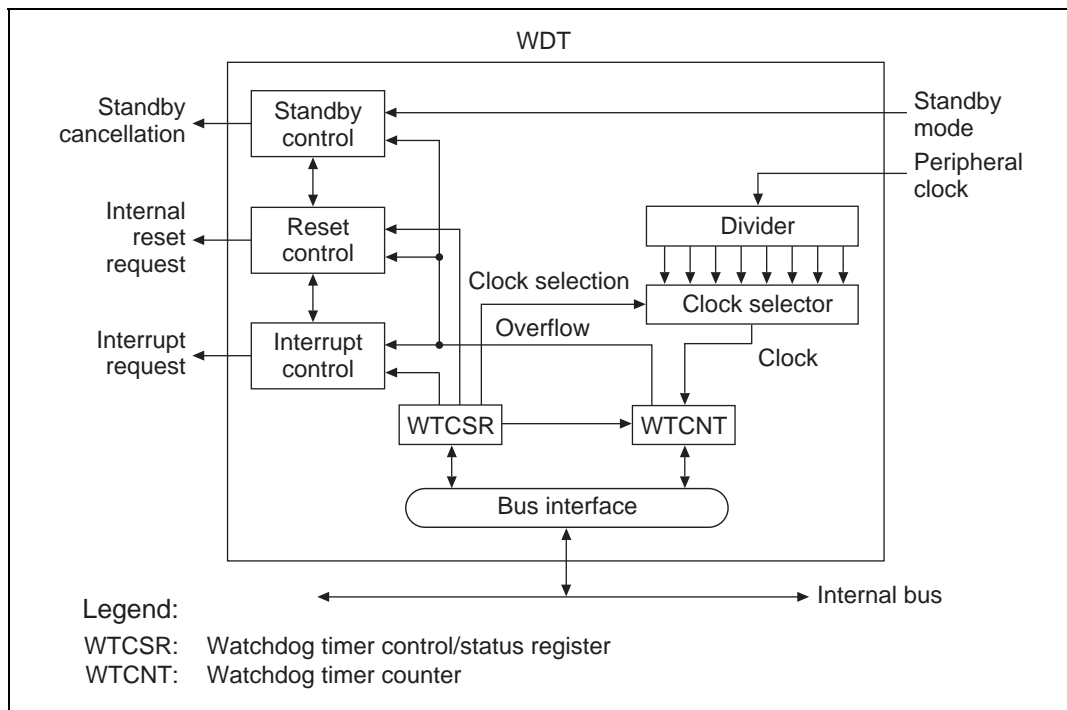 WDT
Standby
cancellation
Standby
control
Standby
mode
Peripheral
clock
Internal
reset
request
Reset
control
Divider
Clock selection
Clock selector
Interrupt
request
Interrupt
control
Overflow
Clock
WTCSR
WTCNT
Bus interface
Internal bus
Legend:
WTCSR: Watchdog timer control/status register
WTCNT: Watchdog timer counter